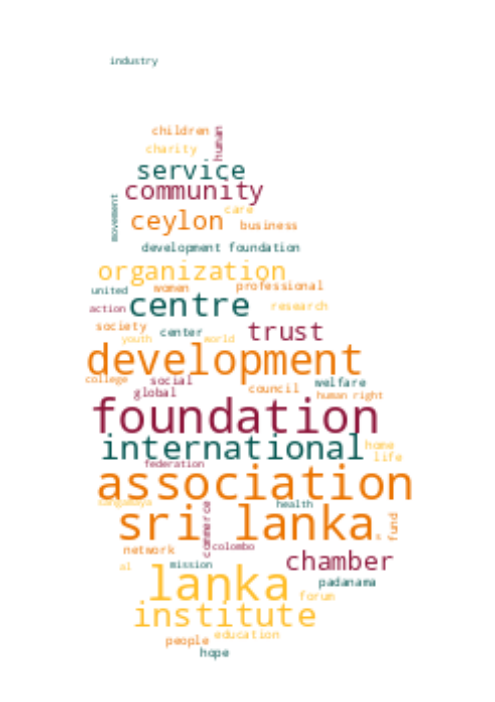 industry
children
human
charity
service
community
movement
care
ceylon
business
development foundation
organization
women
professional
united
centre
action
research
society
center
trust
youth
world
development
college
social
council
welfare
global
human right
foundation
international
home
life
federation
association
sangamaya
health
sri lanka
commerce
fund
s
network
colombo
chamber
al
mission
lanka
padanama
forum
institute
people
education
hope